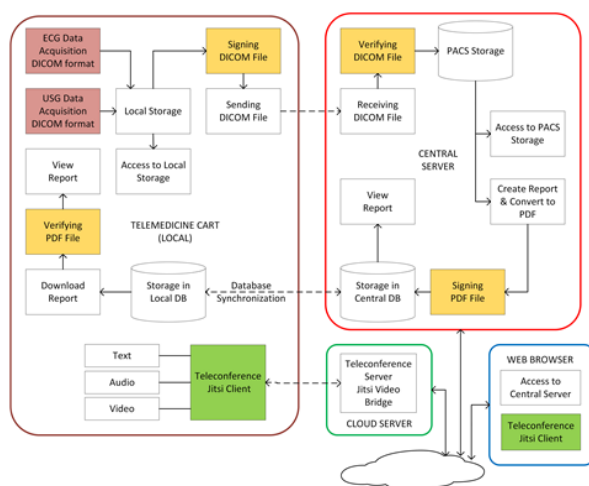 ECG Data
Acquisition
DICOM format
Signing
DICOM File
Verifying
DICOM File
PACS Storage
USG Data
Acquisition
DICOM format
Local Storage
Sending
DICOM File
Receiving
DICOM File
Access to PACS
Storage
View
Report
Access to Local
Storage
CENTRAL
SERVER
View
Report
Create Report
& Convert to
PDF
Verifying
PDF File
TELEMEDICINE CART
(LOCAL)
Download
Report
Storage in
Local DB
Database
Synchronization
Storage in
Central DB
Signing
PDF File
Text
Audio
Video
Teleconference
Jitsi Client
Teleconference
Server
Jitsi Video
Bridge
CLOUD SERVER
WEB BROWSER
Access to
Central Server
Teleconference
Jitsi Client